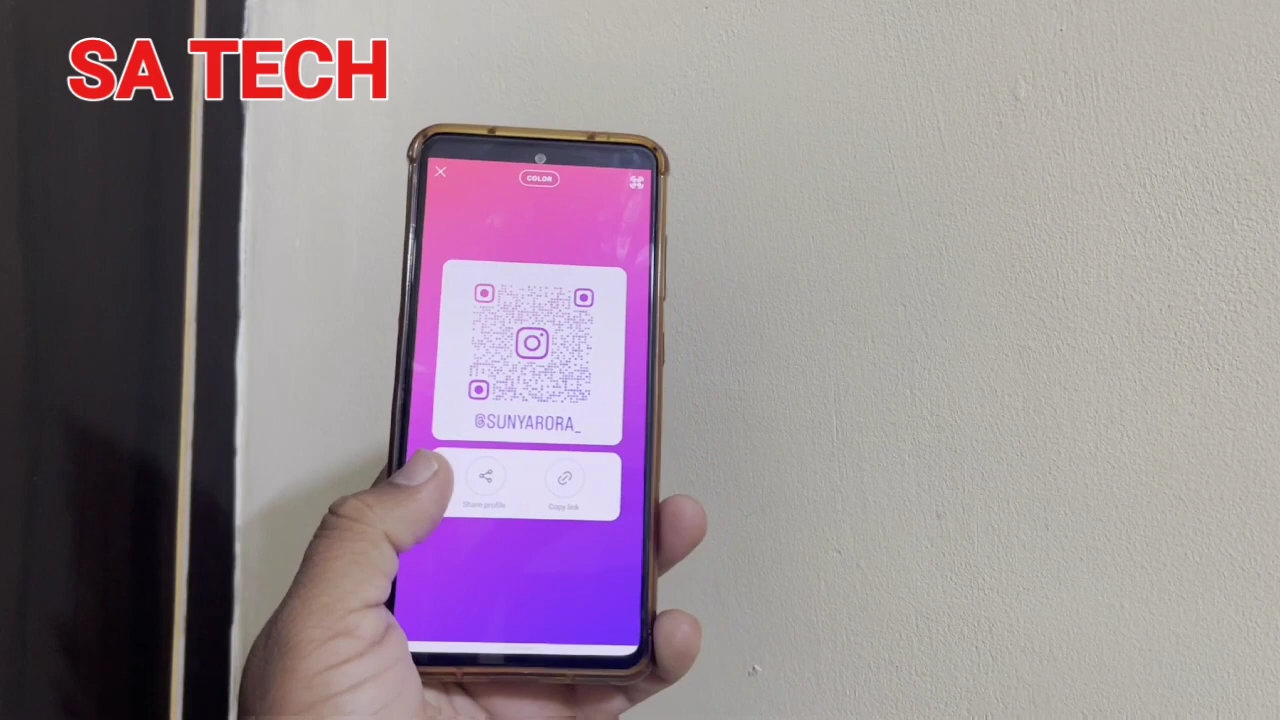 SA TECH
COLOR
@SUNYARORA_
Share profile
Copy link